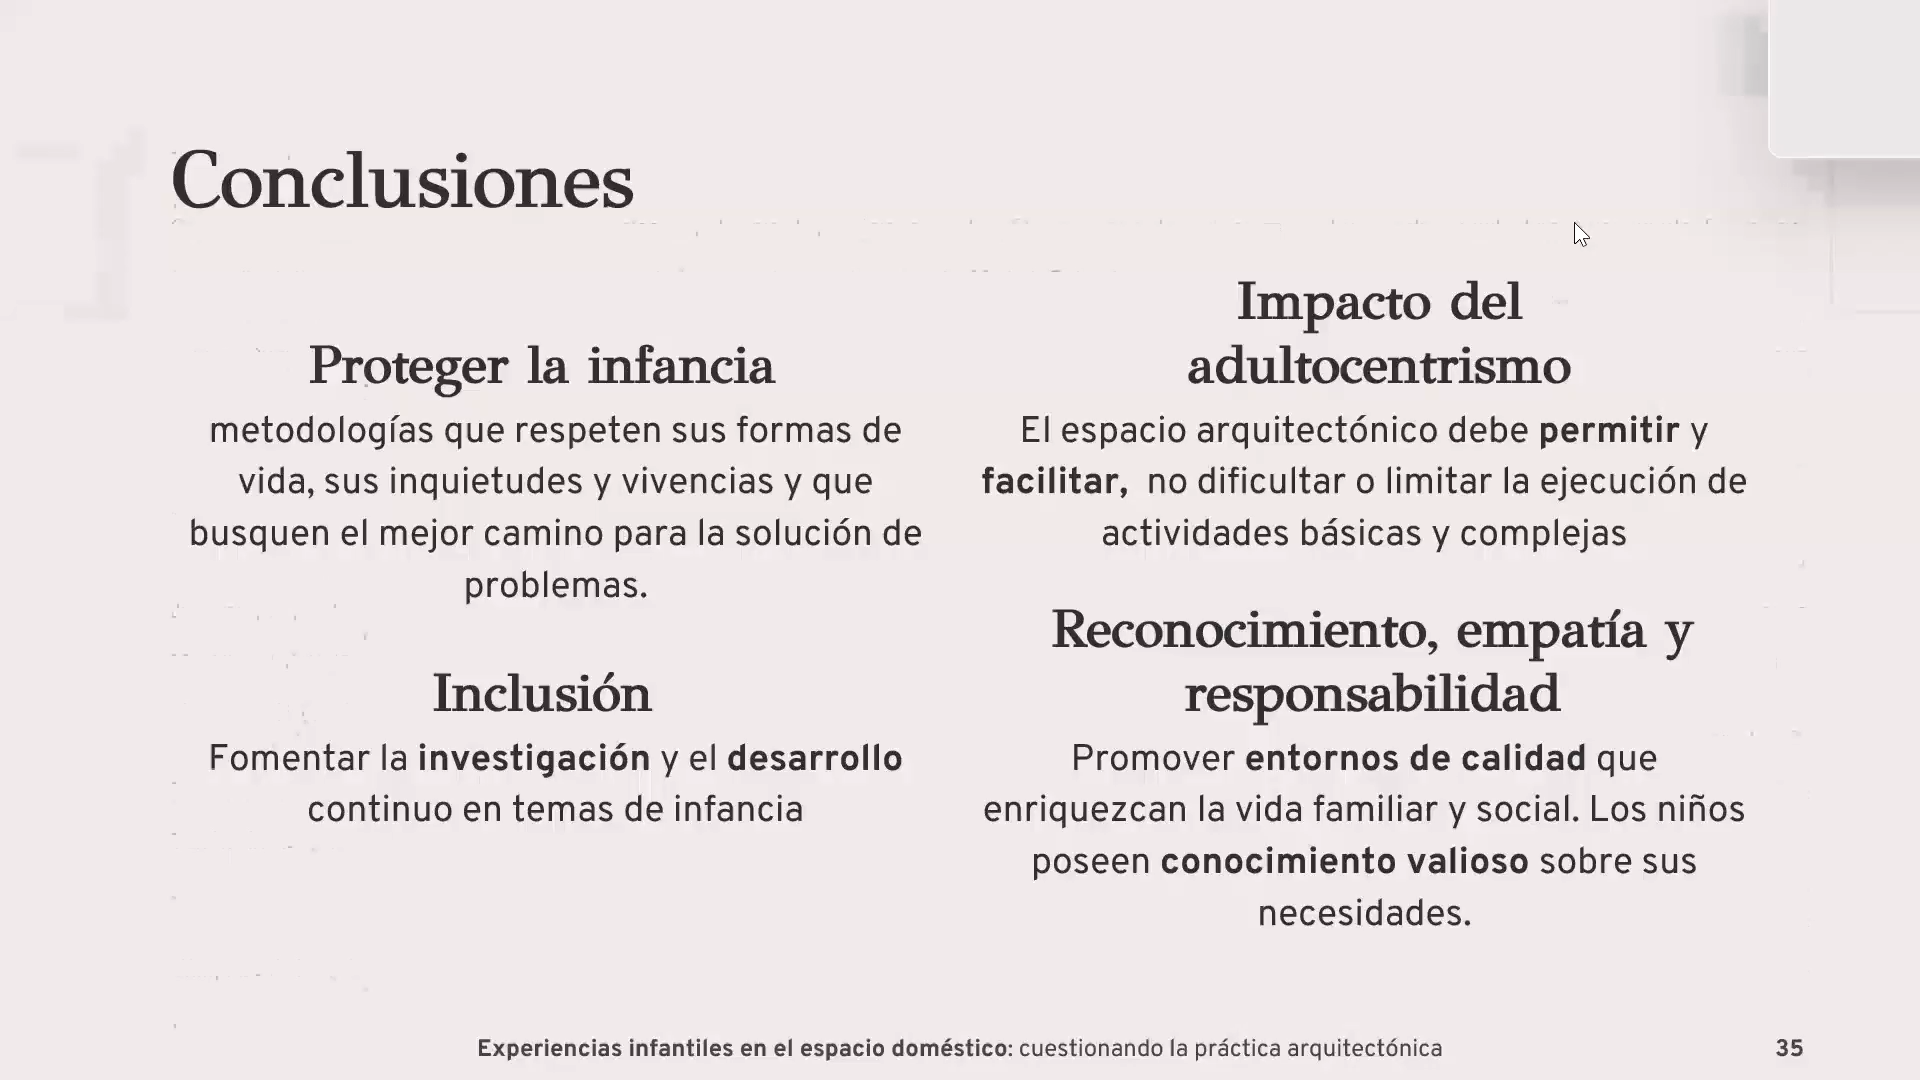 Conclusiones
Proteger la infancia
metodologías que respeten sus formas de
vida, sus inquietudes y vivencias y que
busquen el mejor camino para la solución de
problemas.
Impacto del
adultocentrismo
El espacio arquitectónico debe permitir y
facilitar, no dificultar o limitar la ejecución de
actividades básicas y complejas
Inclusión
Fomentar la investigación y el desarrollo
continuo en temas de infancia
Reconocimiento, empatía y
responsabilidad
Promover entornos de calidad que
enriquezcan la vida familiar y social. Los niños
poseen conocimiento valioso sobre sus
necesidades.
Experiencias infantiles en el espacio doméstico: cuestionando la práctica arquitectónica
35